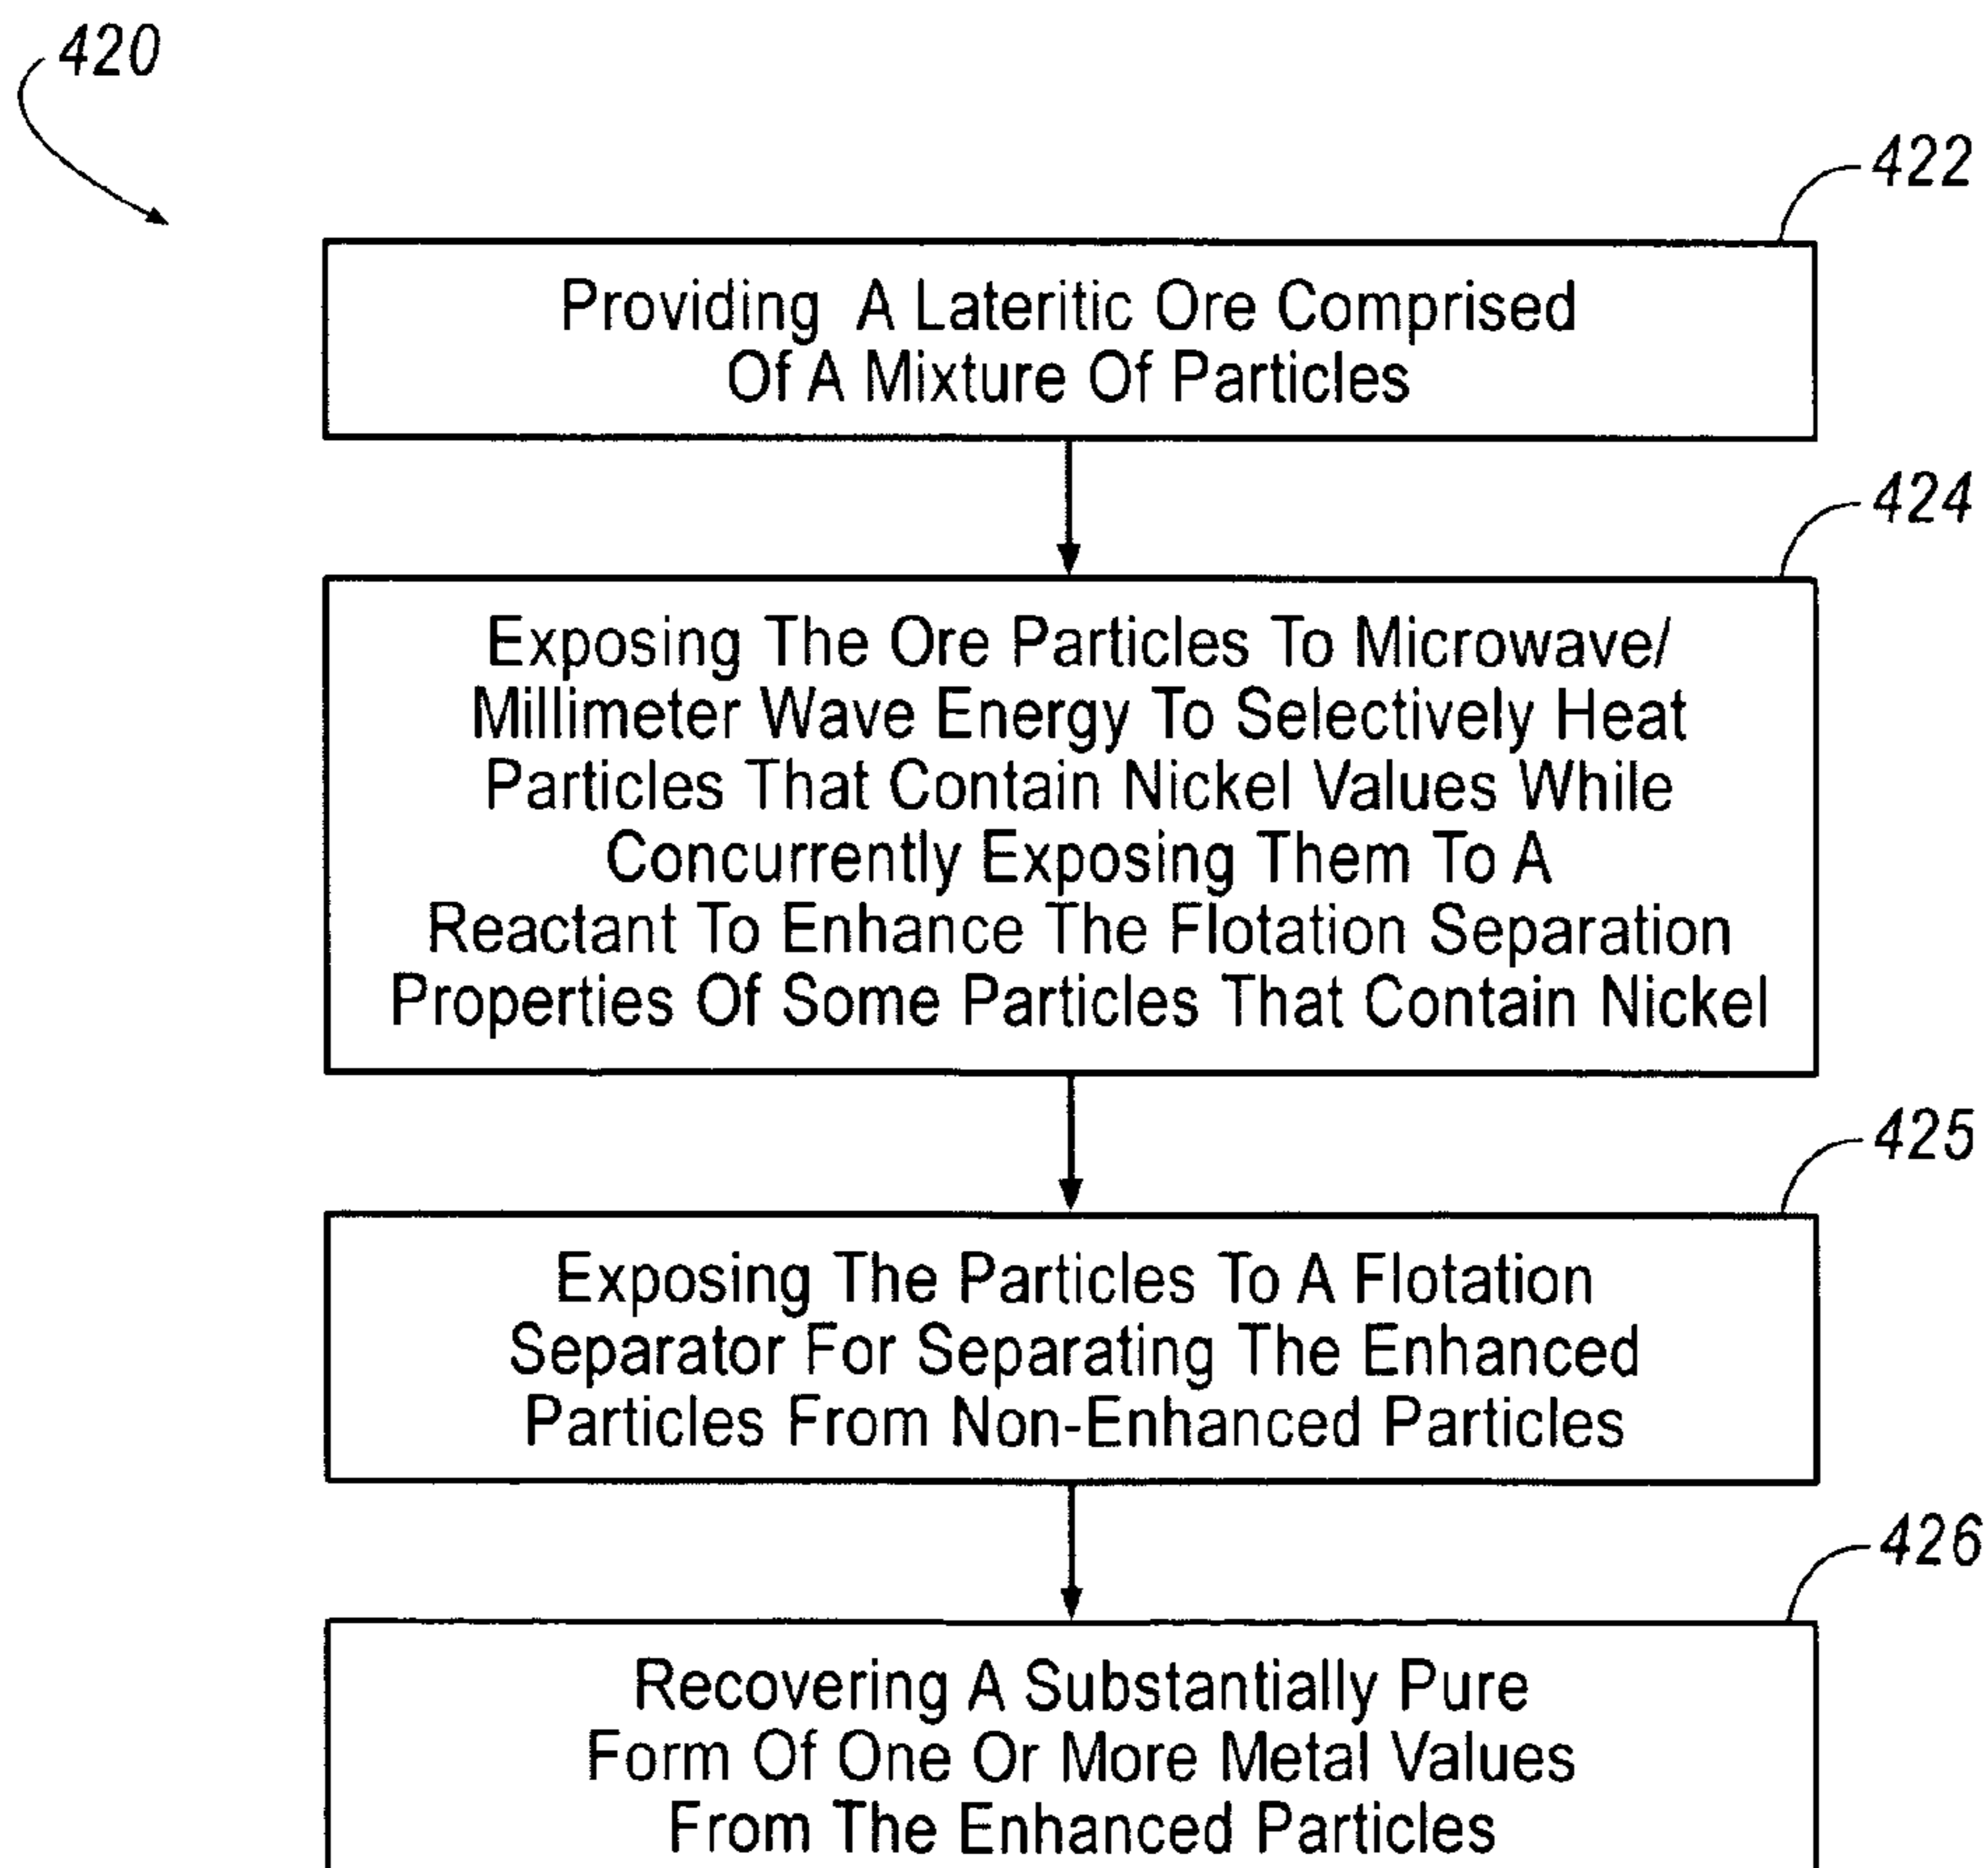 420
422
Providing A Lateritic Ore Comprised
Of A Mixture Of Particles
424
Exposing The Ore Particles To Microwave/
Millimeter Wave Energy To Selectively Heat
Particles That Contain Nickel Values While
Concurrently Exposing Them To A
Reactant To Enhance The Flotation Separation
Properties Of Some Particles That Contain Nickel
425
Exposing The Particles To A Flotation
Separator For Separating The Enhanced
Particles From Non-Enhanced Particles
426
Recovering A Substantially Pure
Form Of One Or More Metal Values
From The Enhanced Particles